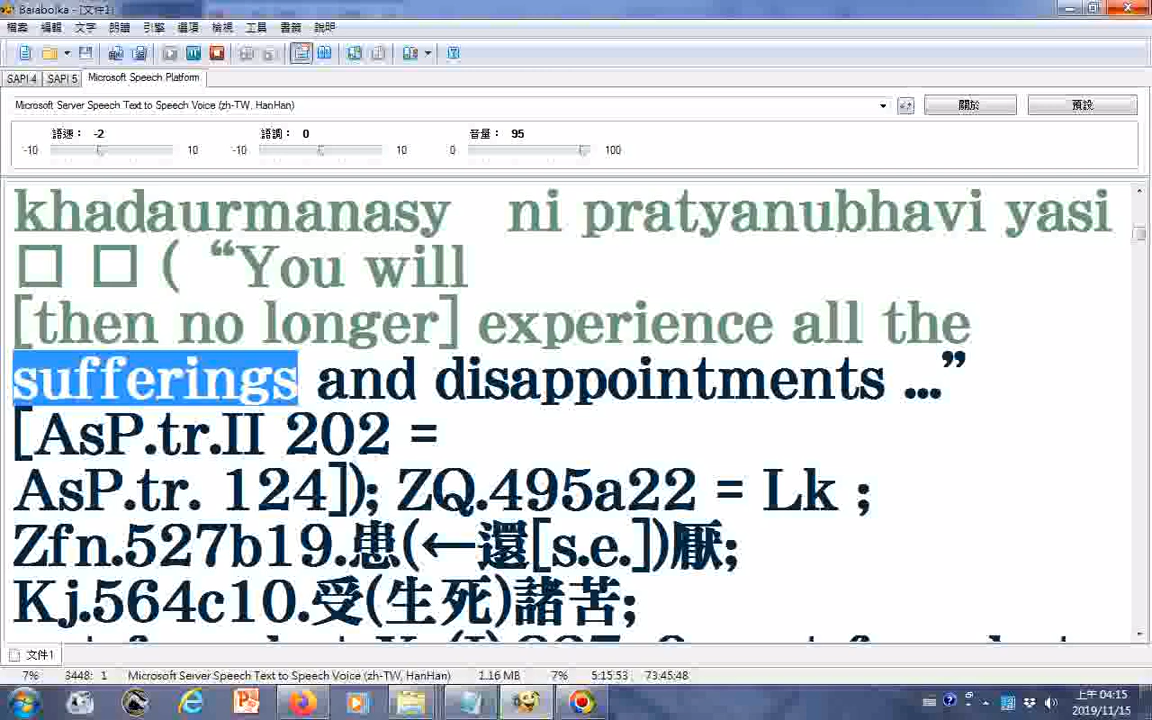 Balabolka - [文件1]
檔案 編輯 文字 朗讀 引擎 選項 檢視 工具 書籤 說明
SAPI 4 SAPI 5 Microsoft Speech Platform
Microsoft Server Speech Text to Speech Voice (zh-TW, HanHan) 關於 預設
語速： -2 語調： 0 音量： 95
-10 10 -10 10 0 100
khadaurmanasy ni pratyanubhavi yasi
□ □ ( “You will
[then no longer] experience all the
sufferings and disappointments ...”
[AsP.tr.II 202 =
AsP.tr. 124]); ZQ.495a22 = Lk ;
Zfn.527b19.患(←還[s.e.])厭;
Kj.564c10.受(生死)諸苦;
文件1
7% 3448: 1 Microsoft Server Speech Text to Speech Voice (zh-TW, HanHan) 1.16 MB 7% 5:15:53 73:45:48
上午 04:15
2019/11/15